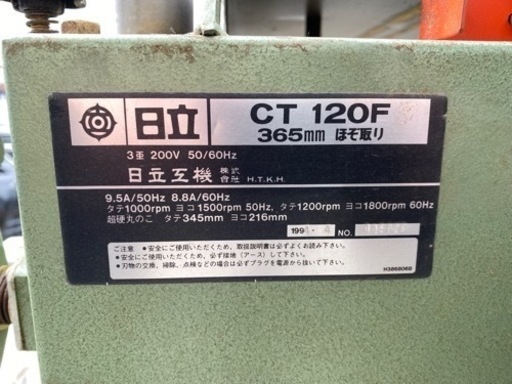 日立
CT 120F
365mm ほぞ取り
3相 200V 50/60Hz
日立工機 株式会社 H.T.K.H.
9.5A/50Hz 8.8A/60Hz
タテ1000rpm ヨコ1500rpm 50Hz, タテ1200rpm ヨコ1800rpm 60Hz
超硬丸のこ タテ345mm ヨコ216mm
199 NO.
ご注意
●安全にご使用いただくため、取扱説明書は必ずよくお読み下さい。
●安全にご使用いただくため、必ず接地（アース）して下さい。
●刃物の交換、掃除、点検などの場合は必ずプラグを電源から抜いて下さい。
H3868068